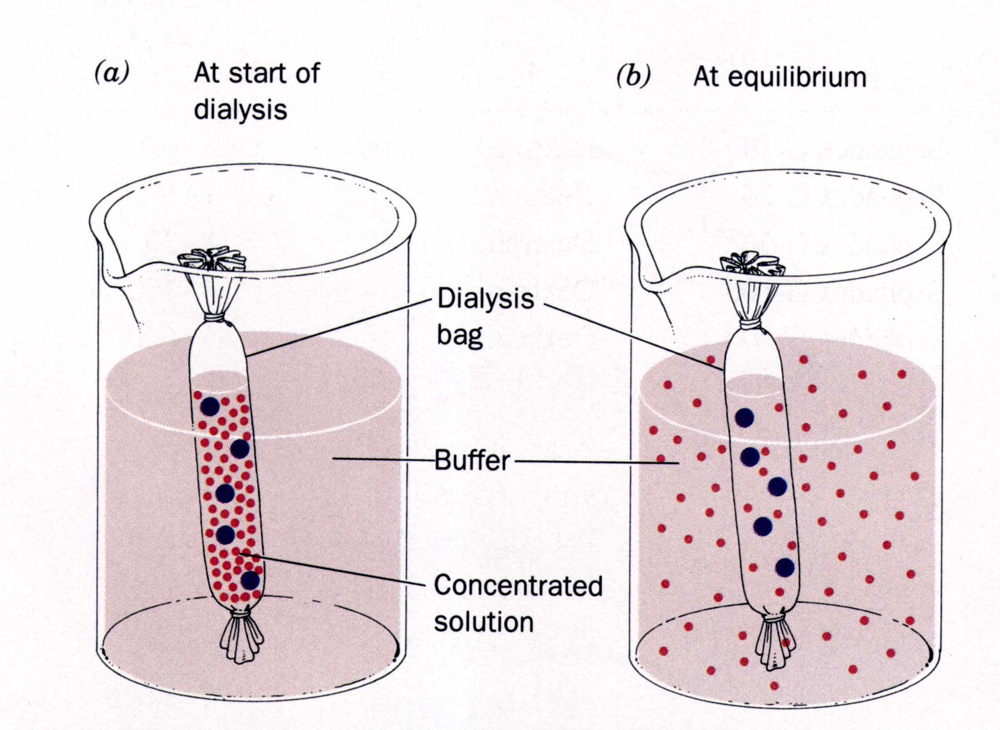 (a) At start of
dialysis
(b) At equilibrium
Dialysis
bag
Buffer
Concentrated
solution